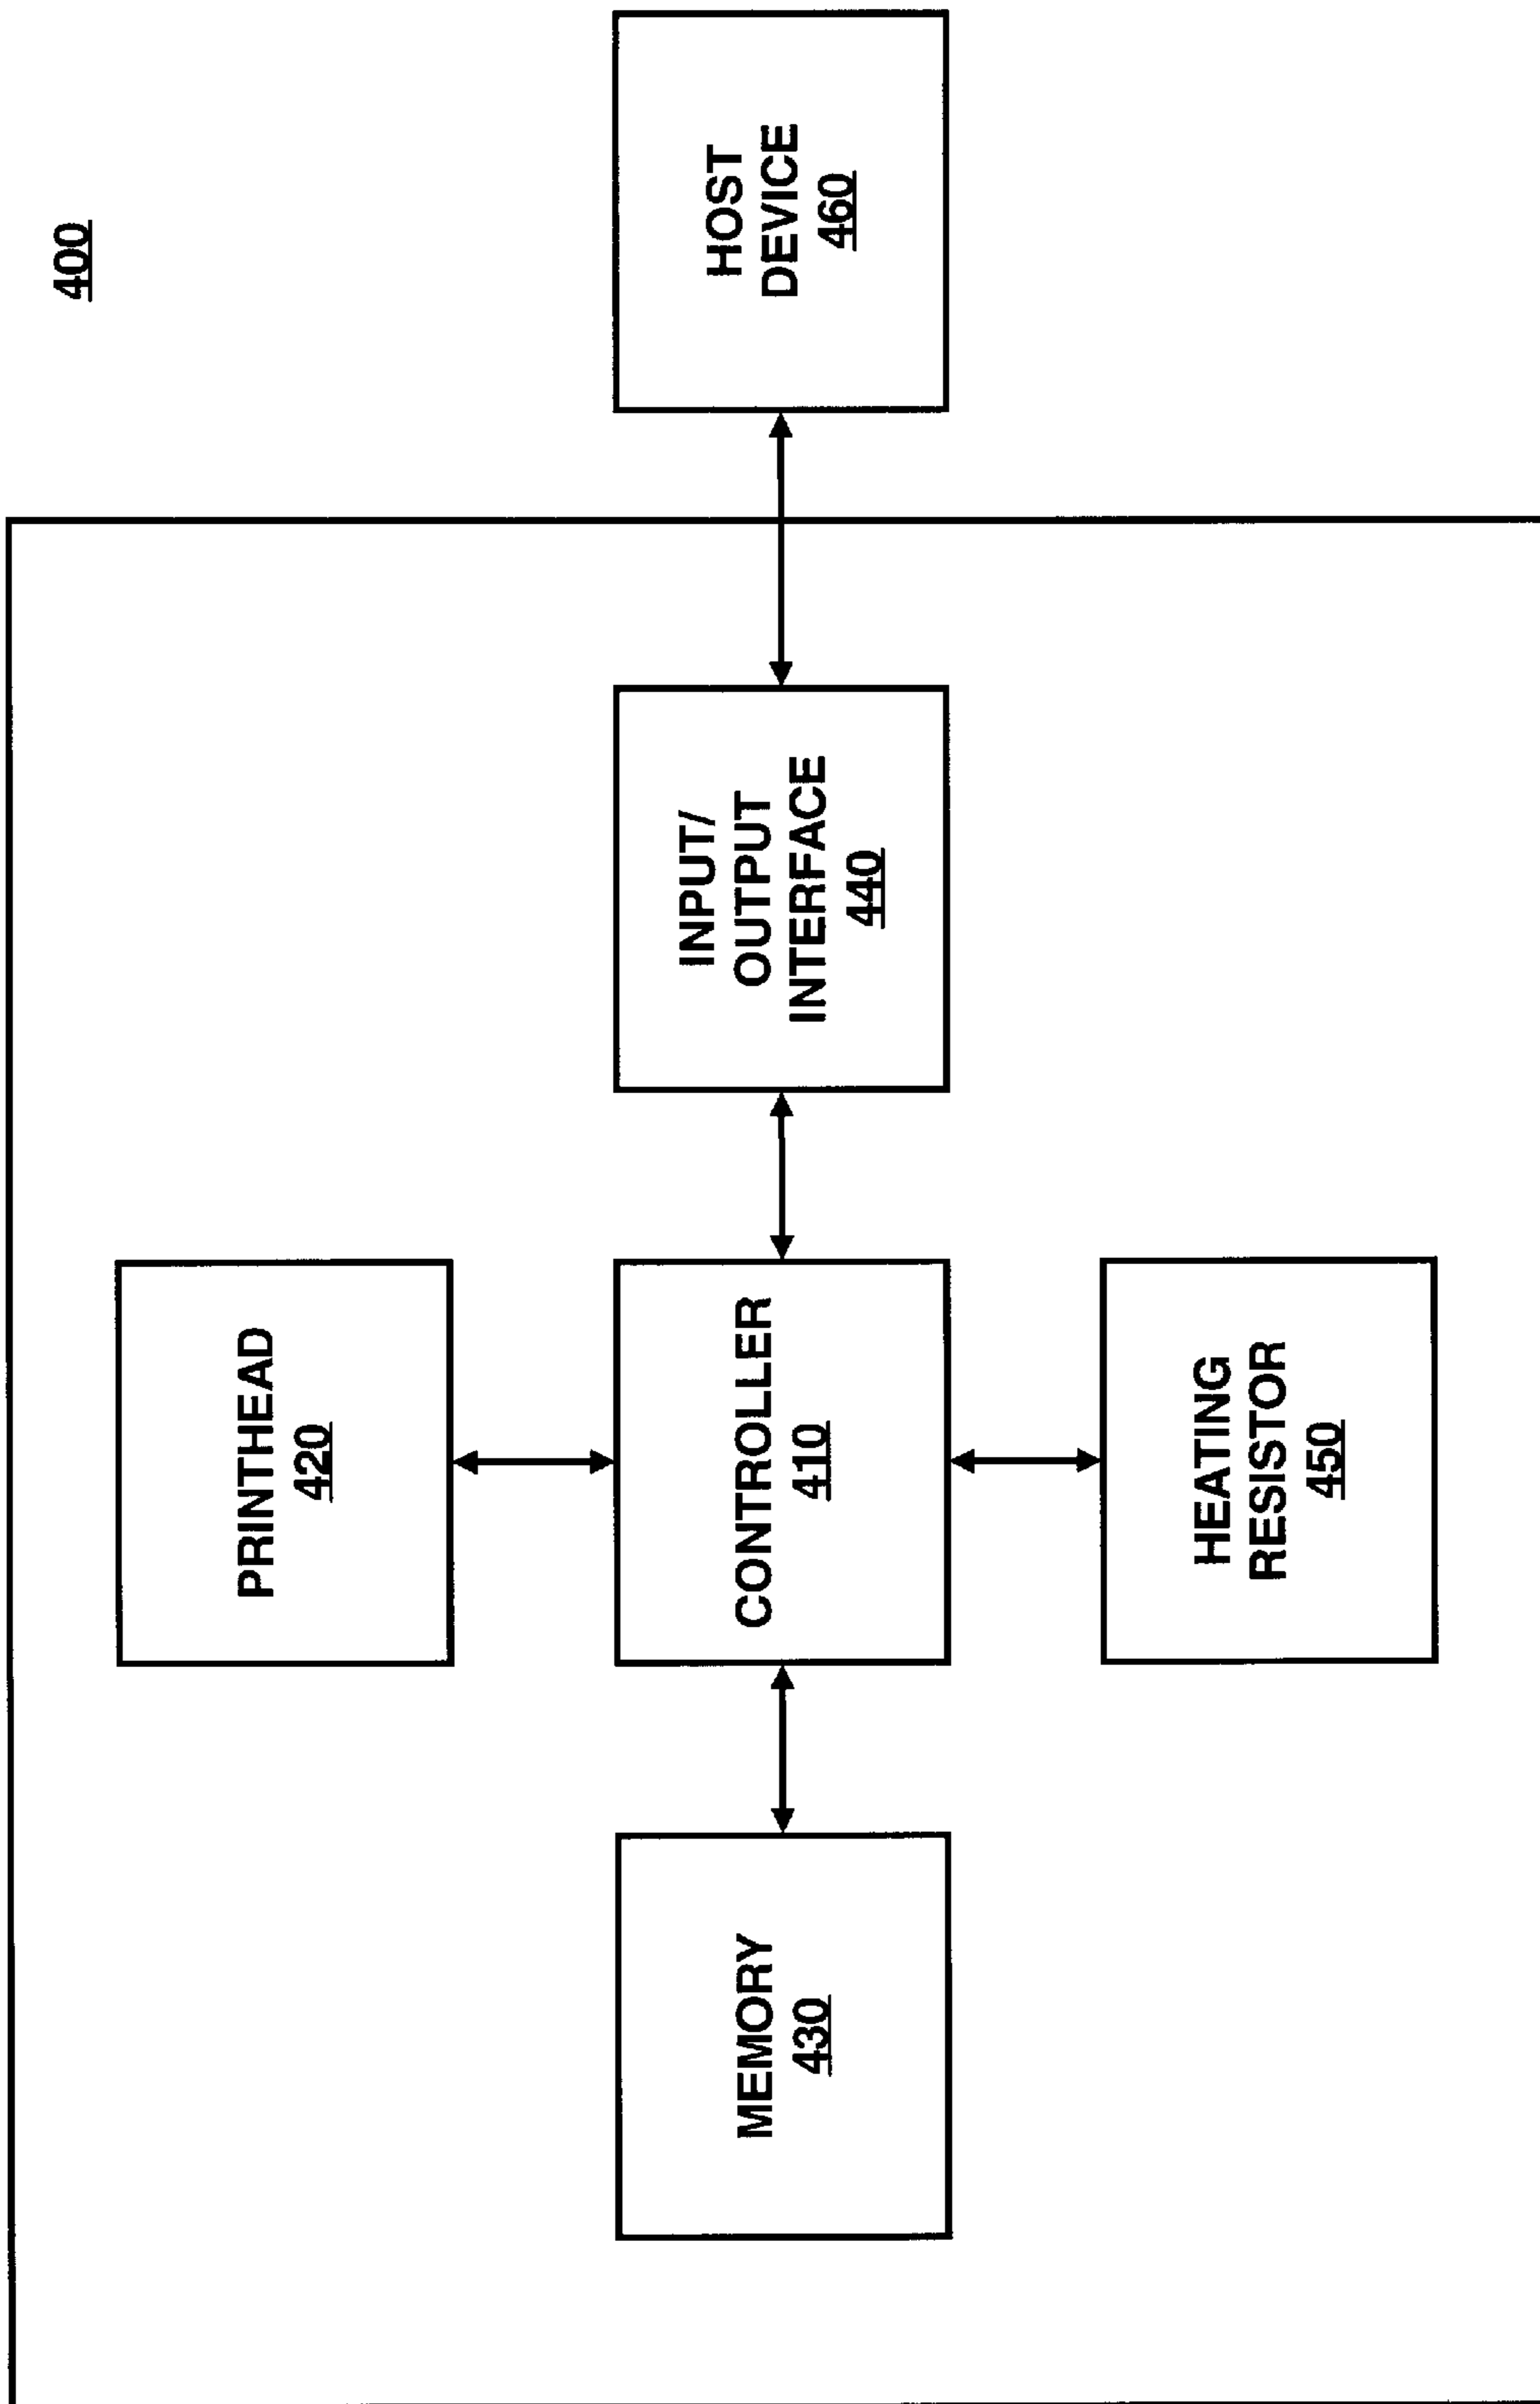 400
PRINTHEAD
420
MEMORY
430
CONTROLLER
410
INPUT/
OUTPUT
INTERFACE
440
HOST
DEVICE
460
HEATING
RESISTOR
450